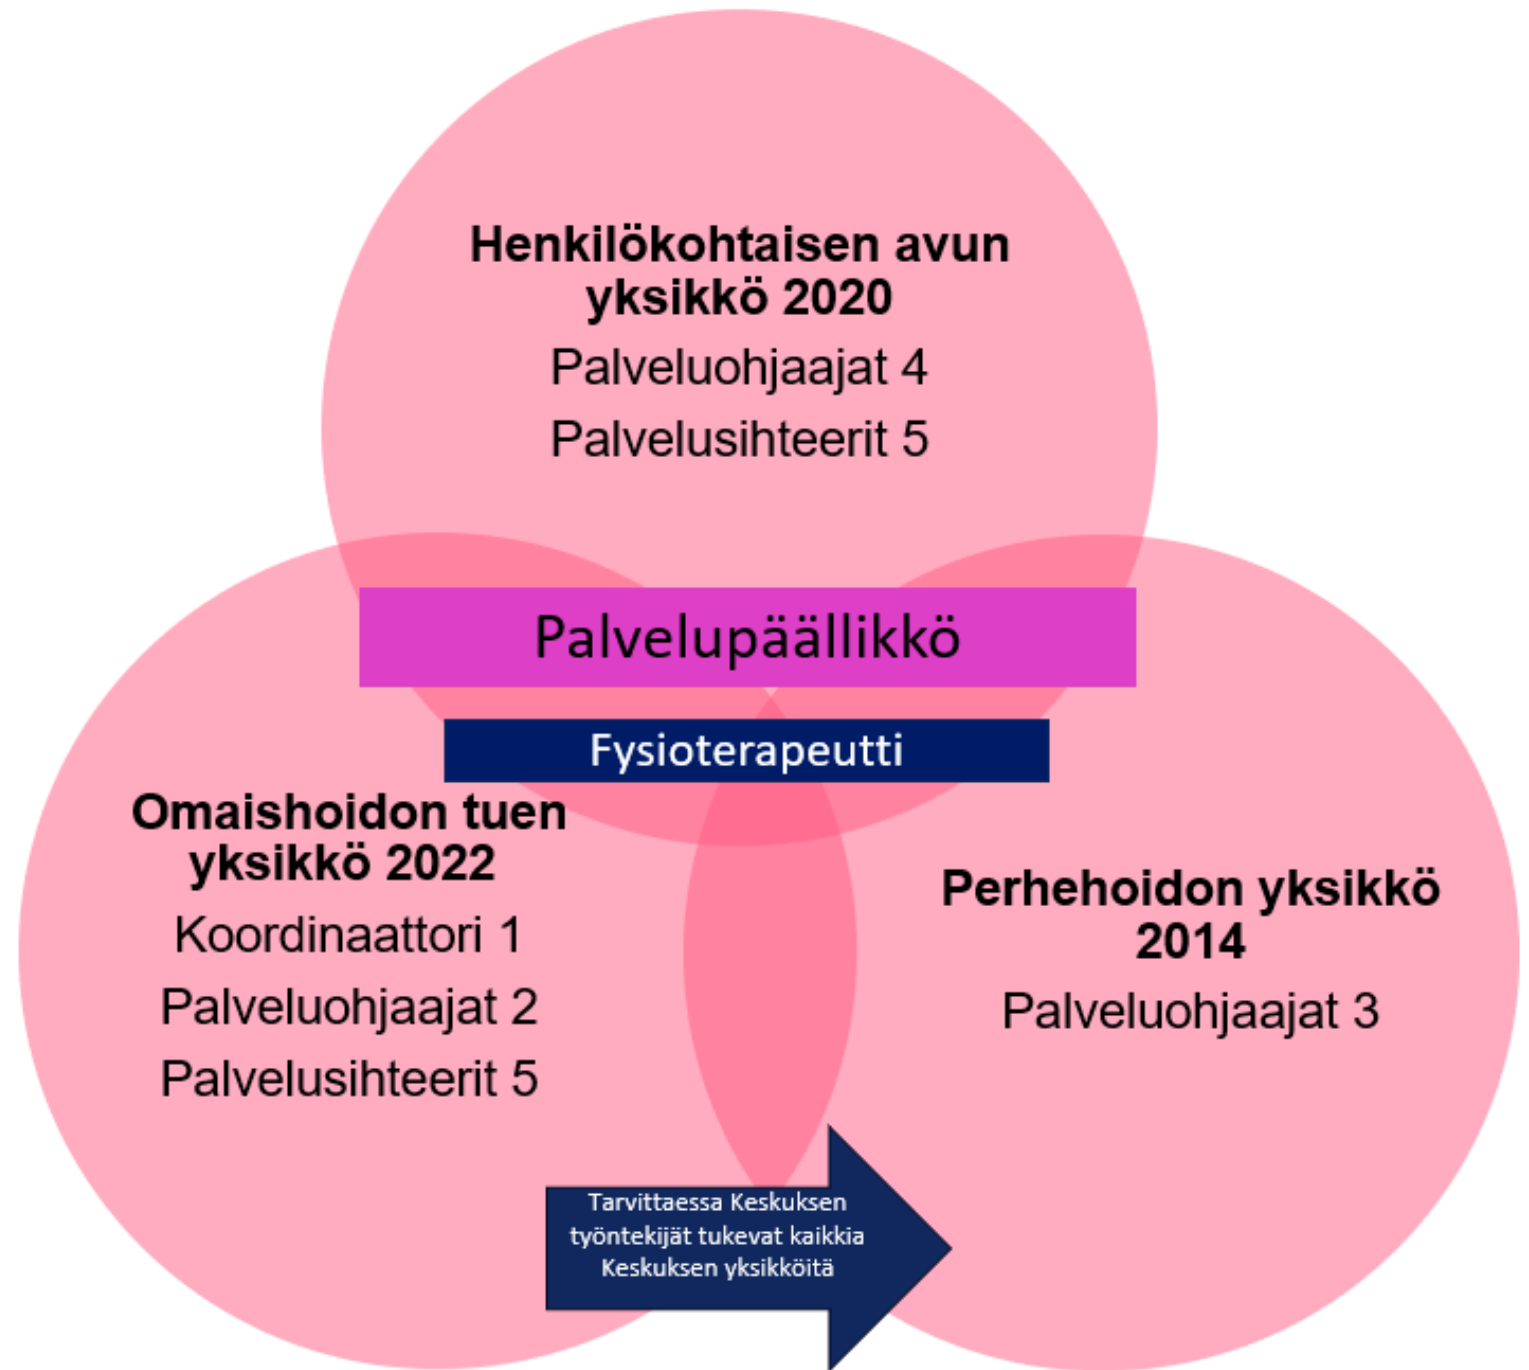 Henkilökohtaisen avun
yksikkö 2020
Palveluohjaajat 4
Palvelusihteerit 5
Palvelupäällikkö
Fysioterapeutti
Omaishoidon tuen
yksikkö 2022
Koordinaattori 1
Palveluohjaajat 2
Palvelusihteerit 5
Perhehoidon yksikkö
2014
Palveluohjaajat 3
Tarvittaessa Keskuksen
työntekijät tukevat kaikkia
Keskuksen yksikköitä